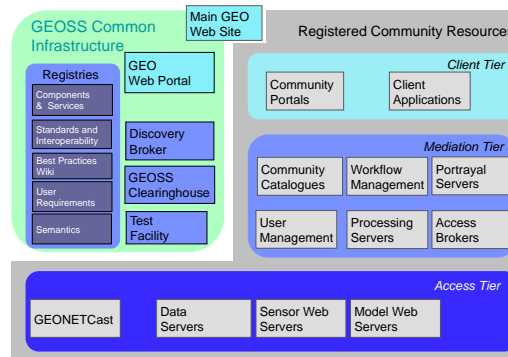 GEOSS Common
Infrastructure
Main GEO
Web Site
Registries
Components
& Services
Standards and
Interoperability
Best Practices
Wiki
User
Requirements
Semantics
GEO
Web Portal
Discovery
Broker
GEOSS
Clearinghouse
Test
Facility
Registered Community Resources
Client Tier
Community
Portals
Client
Applications
Mediation Tier
Community
Catalogues
Workflow
Management
Portrayal
Servers
User
Management
Processing
Servers
Access
Brokers
Access Tier
GEONETCast
Data
Servers
Sensor Web
Servers
Model Web
Servers